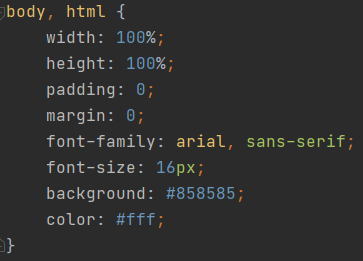 body, html {
    width: 100%;
    height: 100%;
    padding: 0;
    margin: 0;
    font-family: arial, sans-serif;
    font-size: 16px;
    background: #858585;
    color: #fff;
}